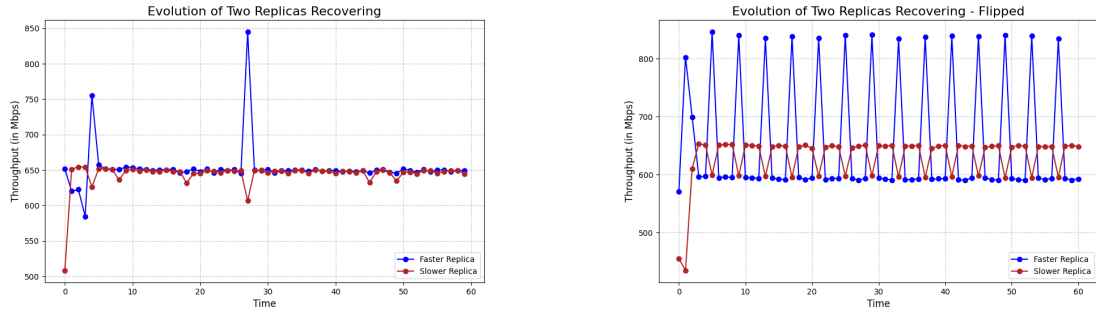 Evolution of Two Replicas Recovering
Throughput (in Mbps)
850
800
750
700
650
600
550
500
0
10
20
30
40
50
60
Time
Faster Replica
Slower Replica
Evolution of Two Replicas Recovering - Flipped
Throughput (in Mbps)
800
700
600
500
0
10
20
30
40
50
60
Time
Faster Replica
Slower Replica